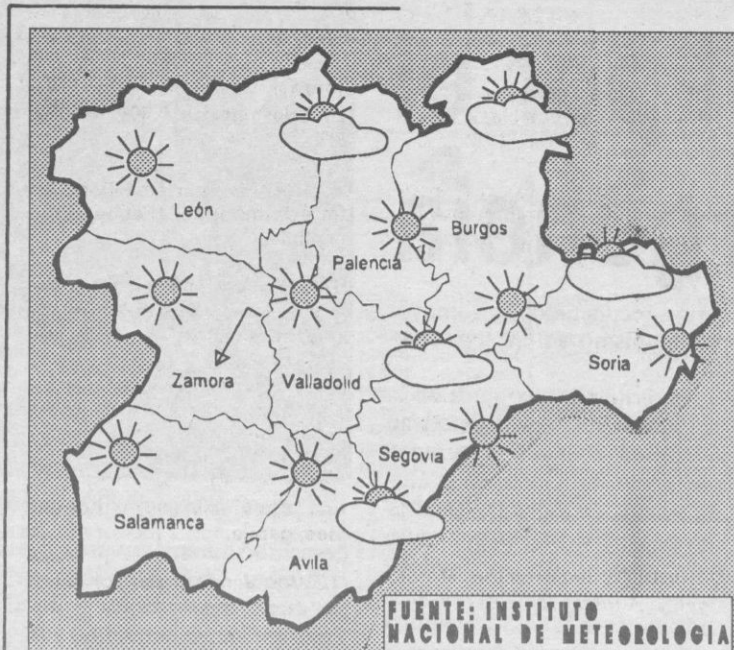 León
Burgos
Palencia
Soria
Zamora
Valladolid
Segovia
Salamanca
Avila
FUENTE: INSTITUTO
NACIONAL DE METEOROLOGIA